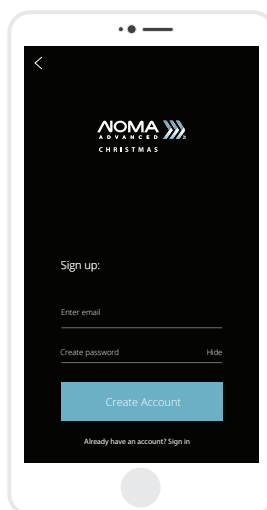 NOMA
ADVANCED
CHRISTMAS
Sign up:
Enter email
Create password Hide
Create Account
Already have an account? Sign in